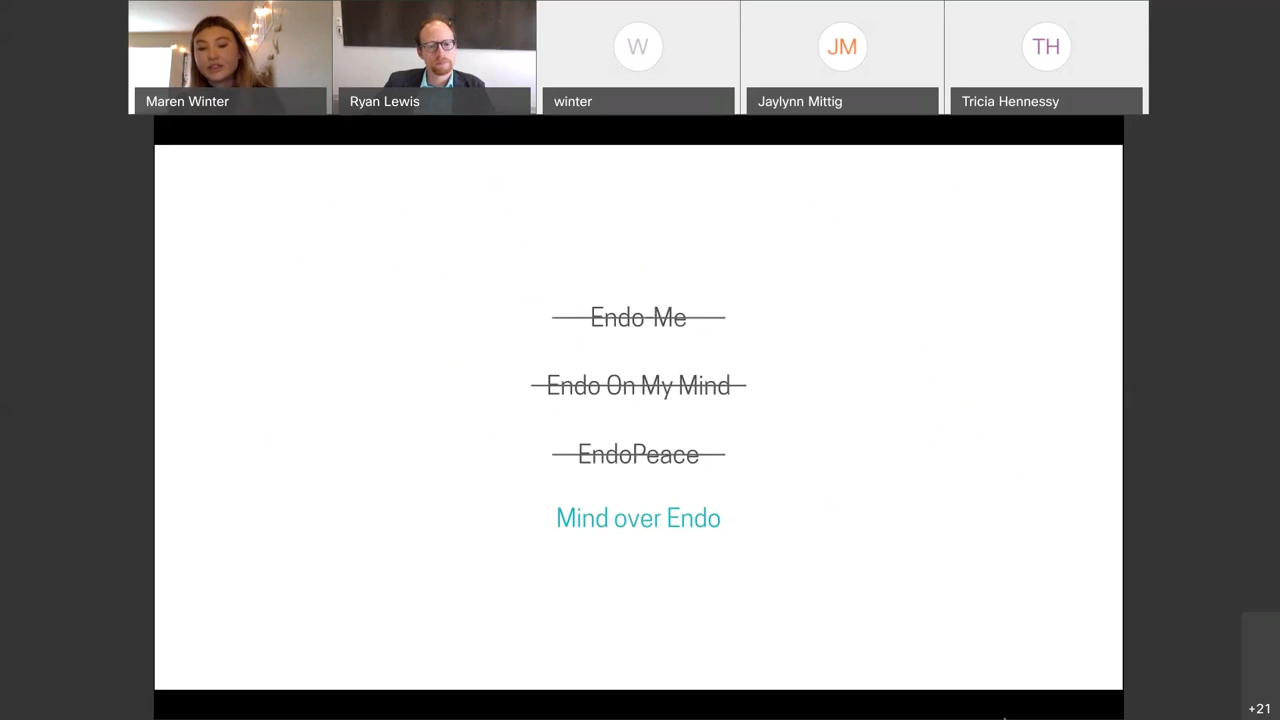 Maren Winter
Ryan Lewis
W
winter
JM
Jaylynn Mittig
TH
Tricia Hennessy
Endo Me
Endo On My Mind
EndoPeace
Mind over Endo
+21